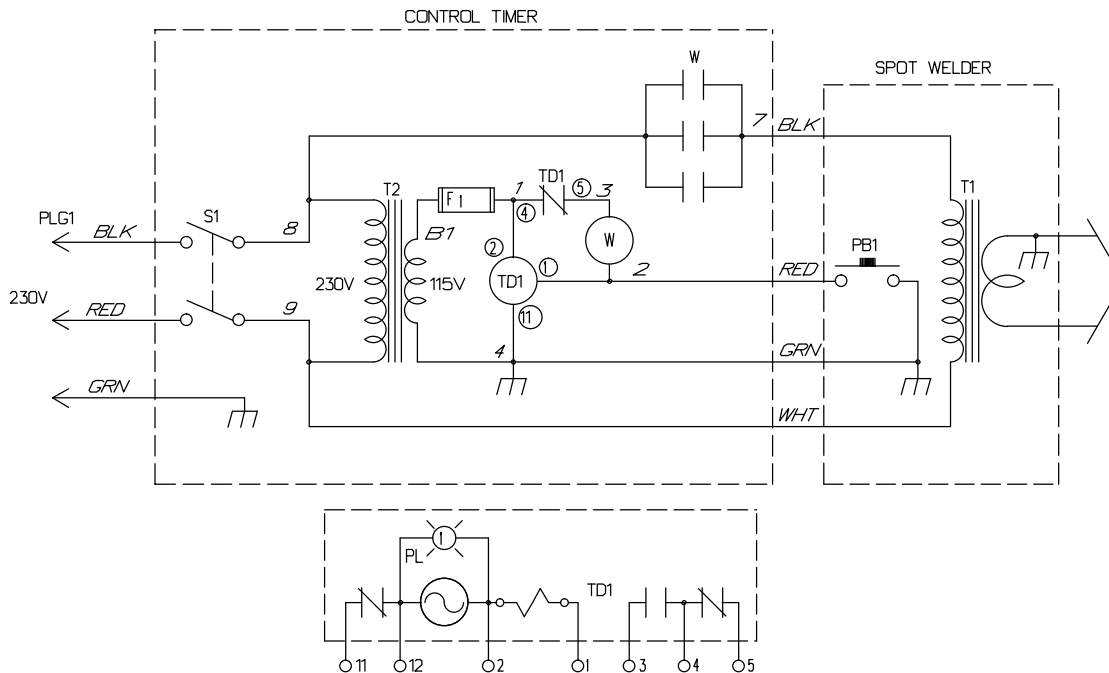 CONTROL TIMER
W
SPOT WELDER
7 BLK
T2
F1
1
TD1
5
3
T1
4
PLG1
S1
BLK
8
B1
2
W
PB1
230V
115V
TD1
1
2
RED
230V
RED
9
11
4
GRN
GRN
WHT
PL
1
TD1
11
12
2
1
3
4
5